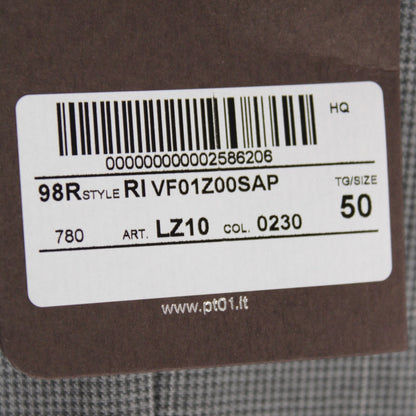 HQ
000000000002586206
98R STYLE RI VF01Z00SAP TG/SIZE
780 ART. LZ10 COL. 0230 50
www.pt01.it